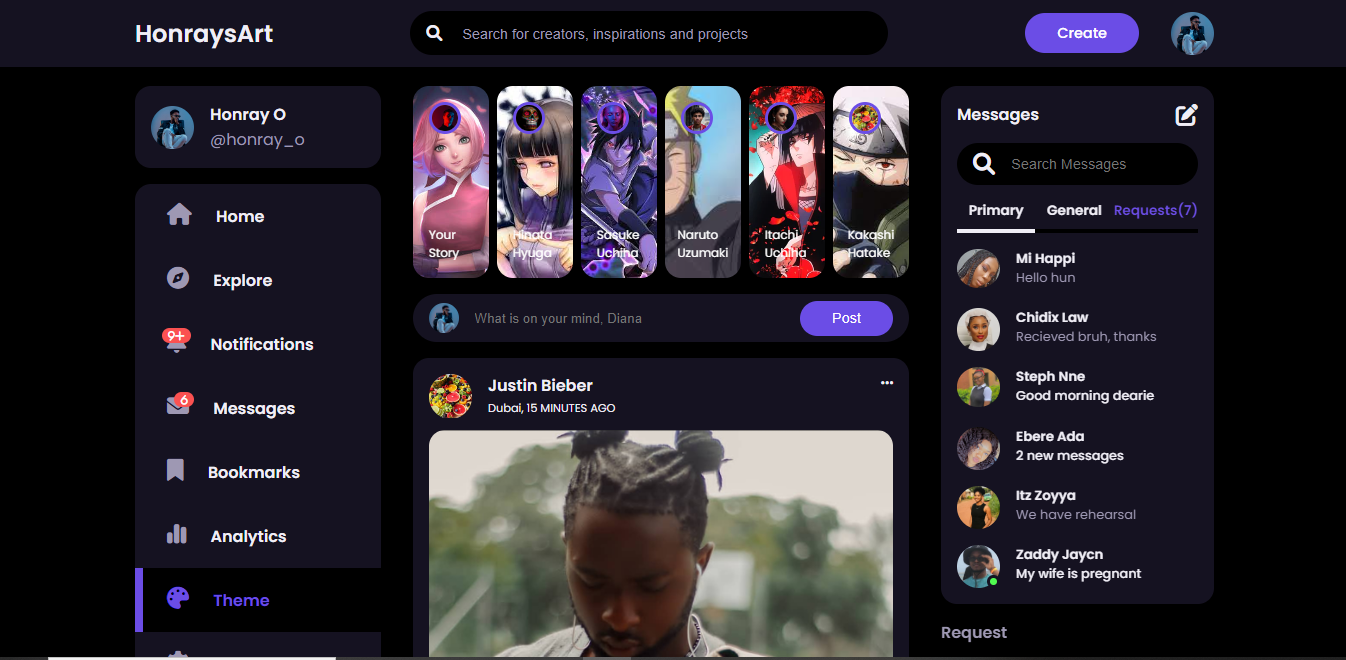 HonraysArt
Search for creators, inspirations and projects
Create
Honray O
@honray_o
Home
Explore
9+
Notifications
6
Messages
Bookmarks
Analytics
Theme
Your
Story
Hinata
Hyuga
Sasuke
Uchiha
Naruto
Uzumaki
Itachi
Uchiha
Kakashi
Hatake
What is on your mind, Diana
Post
Justin Bieber
Dubai, 15 MINUTES AGO
Messages
Search Messages
Primary General Requests(7)
Mi Happi
Hello hun
Chidix Law
Recieved bruh, thanks
Steph Nne
Good morning dearie
Ebere Ada
2 new messages
Itz Zoyya
We have rehearsal
Zaddy Jaycn
My wife is pregnant
Request